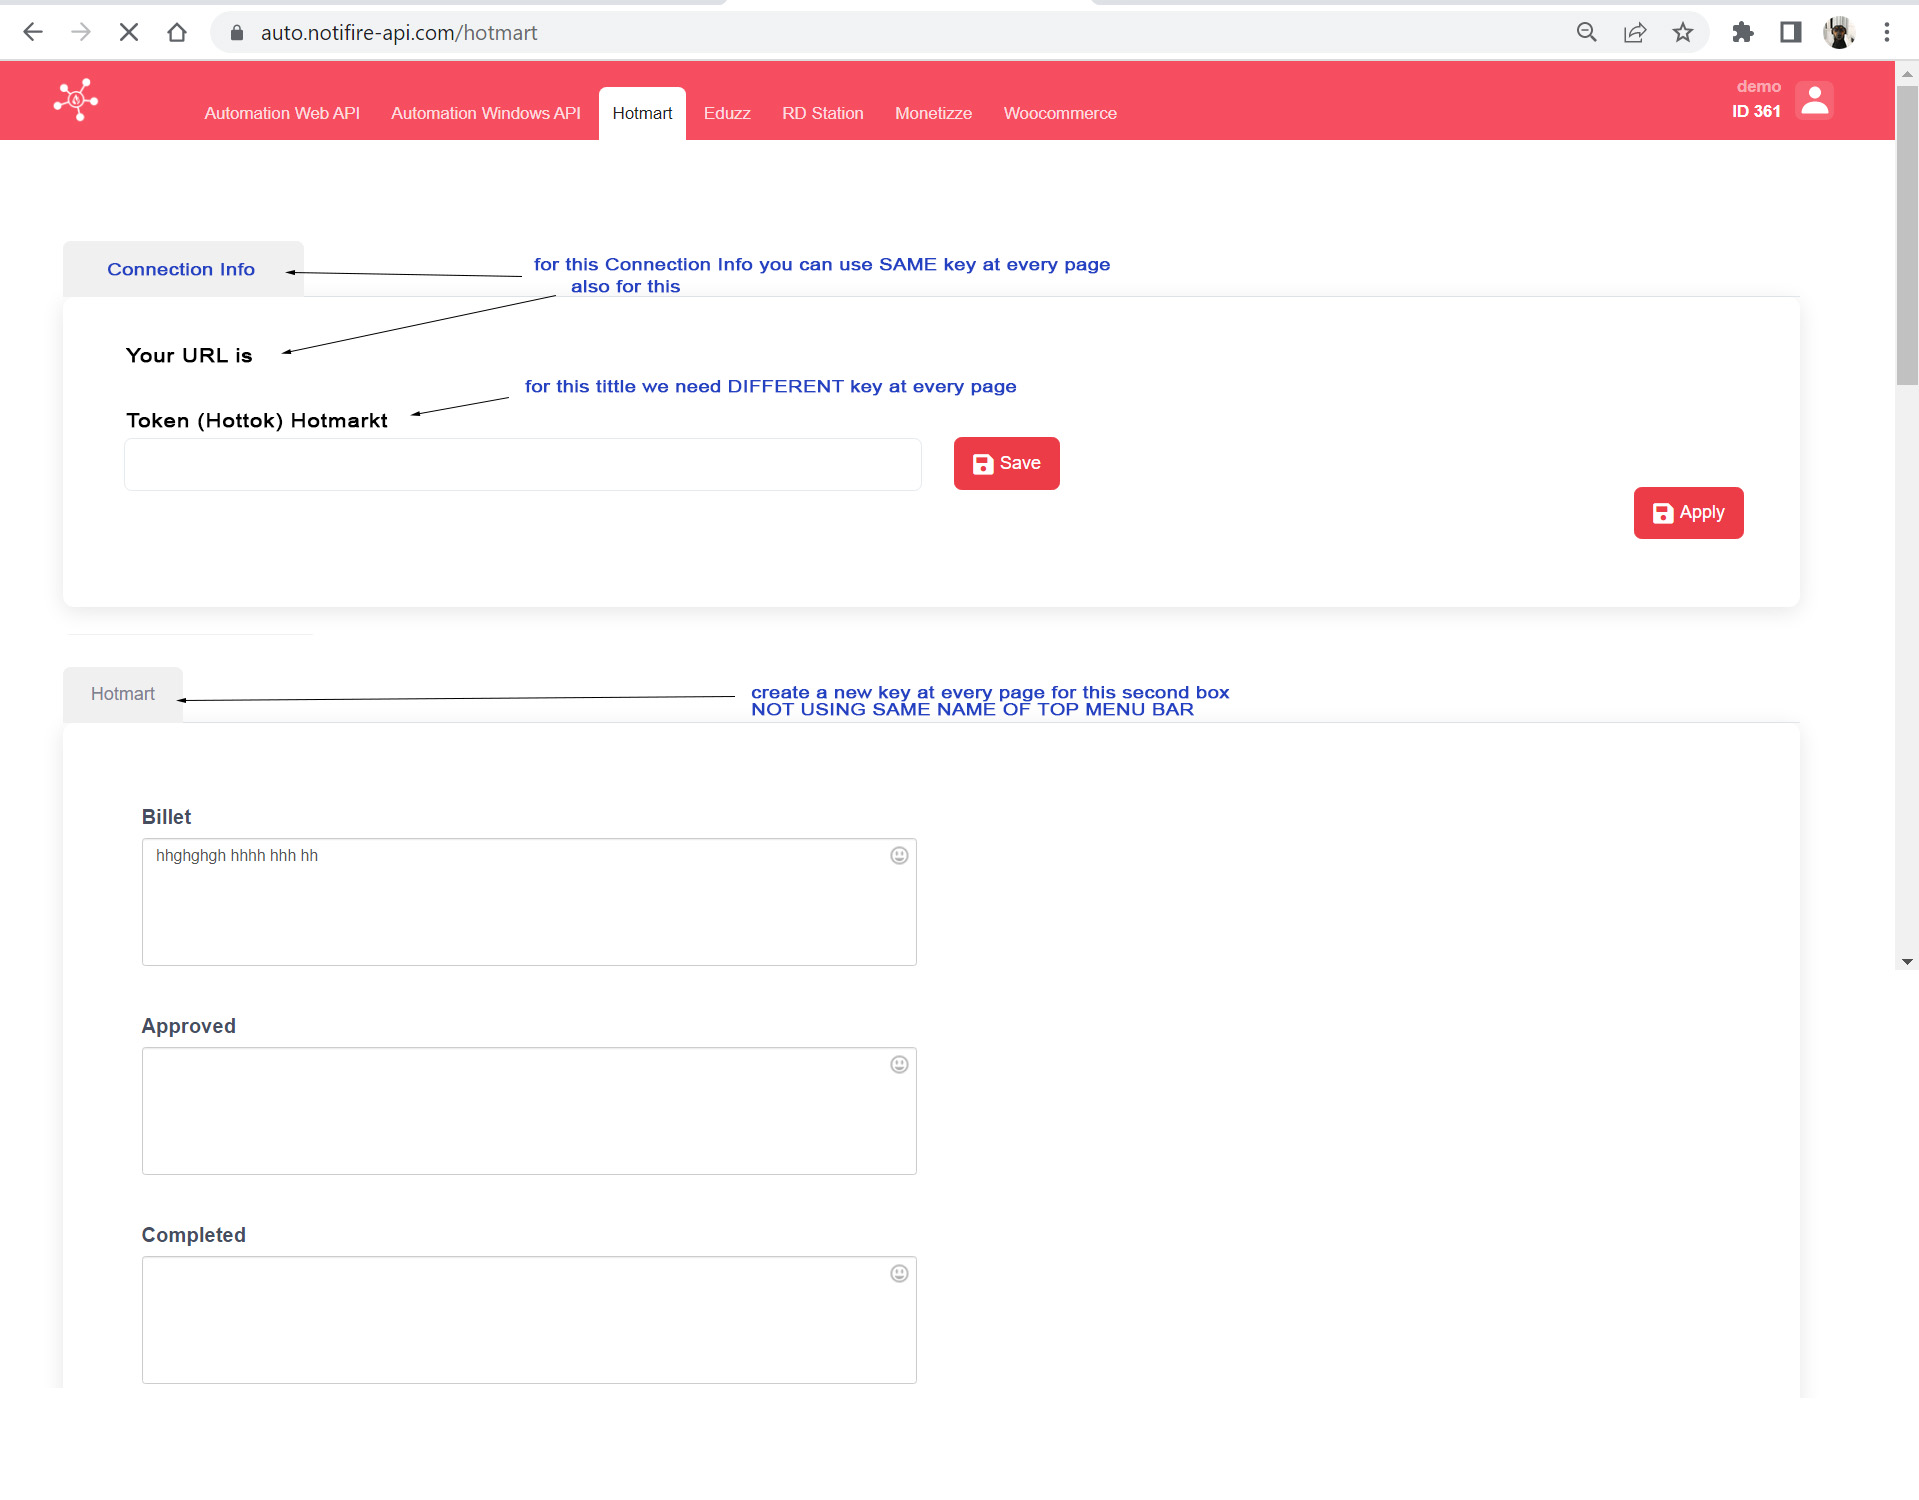 auto.notifire-api.com/hotmart
demo
Automation Web API Automation Windows API Hotmart Eduzz RD Station Monetizze Woocommerce
ID 361
Connection Info
for this Connection Info you can use SAME key at every page
also for this
Your URL is
for this tittle we need DIFFERENT key at every page
Token (Hottok) Hotmarkt
Save
Apply
Hotmart
create a new key at every page for this second box
NOT USING SAME NAME OF TOP MENU BAR
Billet
hhghghgh hhhh hhh hh
Approved
Completed